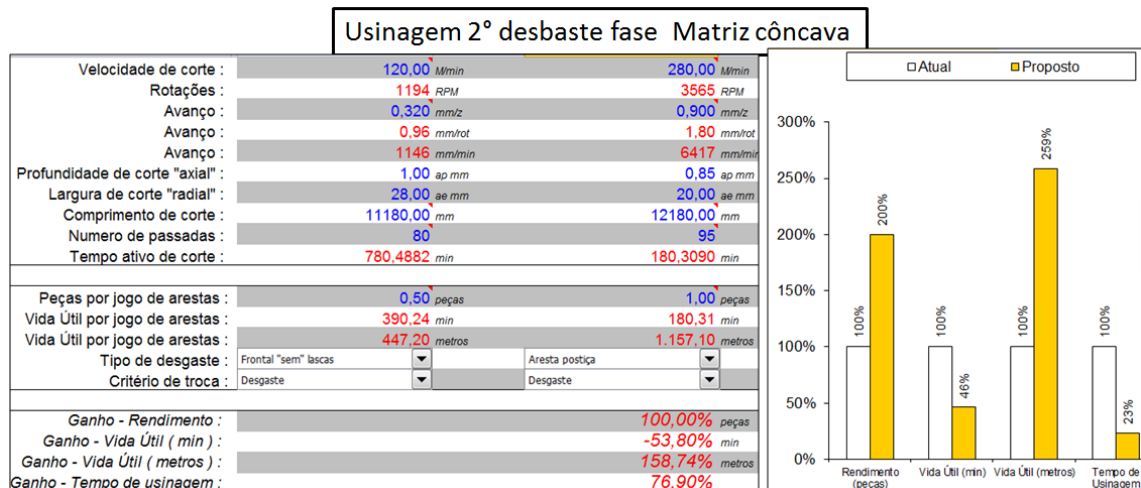 Usinagem 2° desbaste fase Matriz côncava
Velocidade de corte : 120,00 M/min 280,00 M/min
Rotações : 1194 RPM 3565 RPM
Avanço : 0,320 mm/z 0,900 mm/z
Avanço : 0,96 mm/rot 1,80 mm/rot
Avanço : 1146 mm/min 6417 mm/min
Profundidade de corte "axial" : 1,00 ap mm 0,85 ap mm
Largura de corte "radial" : 28,00 ae mm 20,00 ae mm
Comprimento de corte : 11180,00 mm 12180,00 mm
Numero de passadas : 80 95
Tempo ativo de corte : 780,4882 min 180,3090 min
Peças por jogo de arestas : 0,50 peças 1,00 peças
Vida Útil por jogo de arestas : 390,24 min 180,31 min
Vida Útil por jogo de arestas : 447,20 metros 1.157,10 metros
Tipo de desgaste : Frontal "sem" lascas Aresta postiça
Critério de troca : Desgaste Desgaste
Ganho - Rendimento : 100,00% peças
Ganho - Vida Útil ( min ) : -53,80% min
Ganho - Vida Útil ( metros ) : 158,74% metros
Ganho - Tempo de usinagem : 76,90%
Atual Proposto
300%
250%
200%
150%
100%
50%
0%
100% 200% 100% 46% 100% 259% 100% 23%
Rendimento (peças)
Vida Útil (min)
Vida Útil (metros)
Tempo de Usinagem